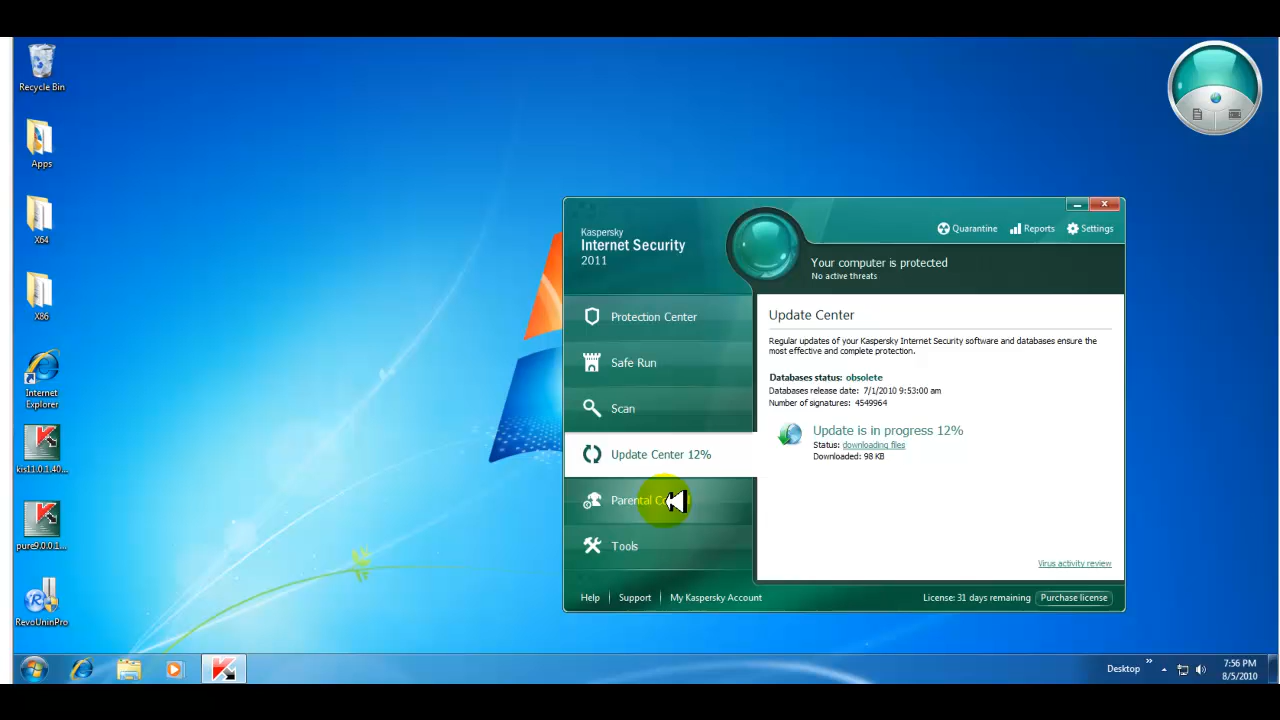 Recycle Bin
Apps
X64
X86
Internet
Explorer
kis11.0.1.40...
pure9.0.0.1...
RevoUninPro
Kaspersky
Internet Security
2011
Quarantine
Reports
Settings
Your computer is protected
No active threats
Protection Center
Safe Run
Scan
Update Center 12%
Parental Co
Tools
Update Center
Regular updates of your Kaspersky Internet Security software and databases ensure the
most effective and complete protection.
Databases status: obsolete
Databases release date: 7/1/2010 9:53:00 am
Number of signatures: 4549964
Update is in progress 12%
Status: downloading files
Downloaded: 98 KB
Virus activity review
Help
Support
My Kaspersky Account
License: 31 days remaining
Purchase license
Desktop
7:56 PM
8/5/2010